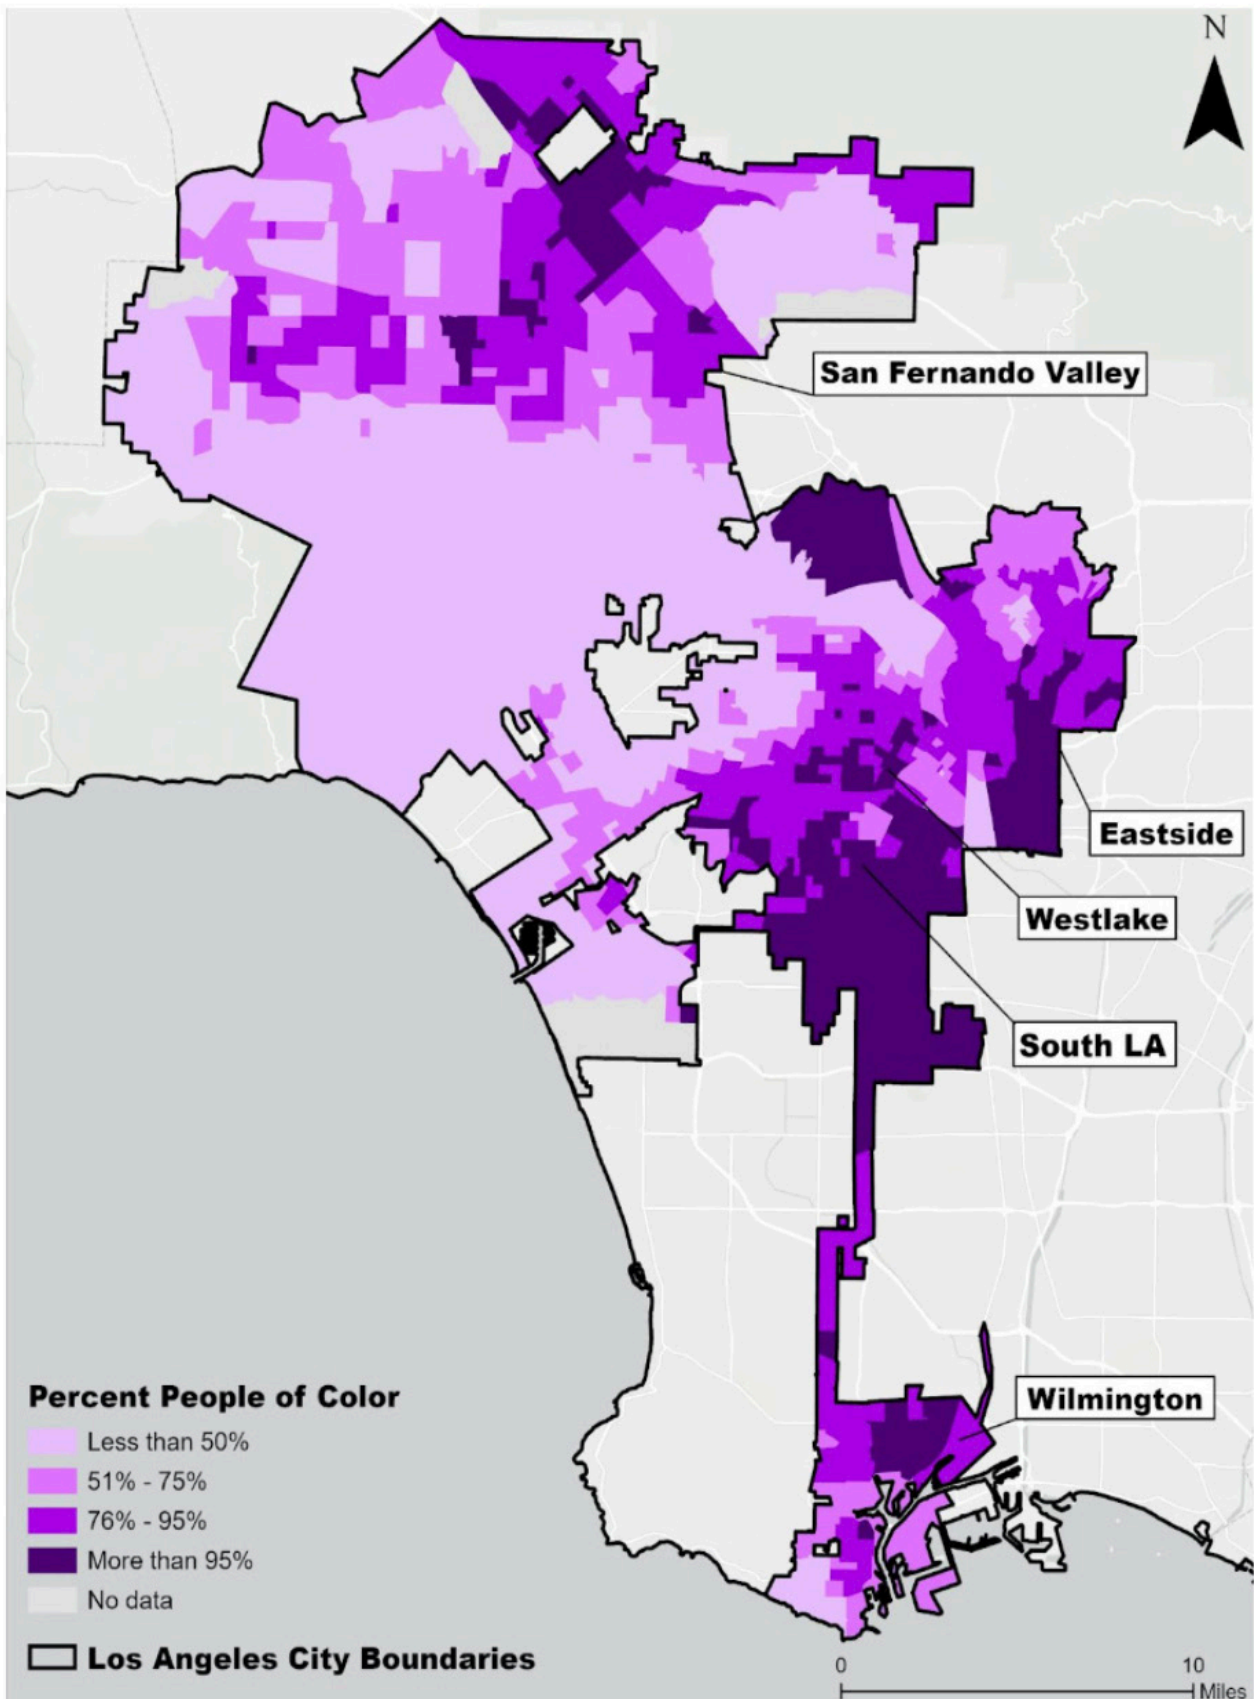 N
San Fernando Valley
Eastside
Westlake
South LA
Wilmington
Percent People of Color
Less than 50%
51% - 75%
76% - 95%
More than 95%
No data
Los Angeles City Boundaries
0 10
Miles